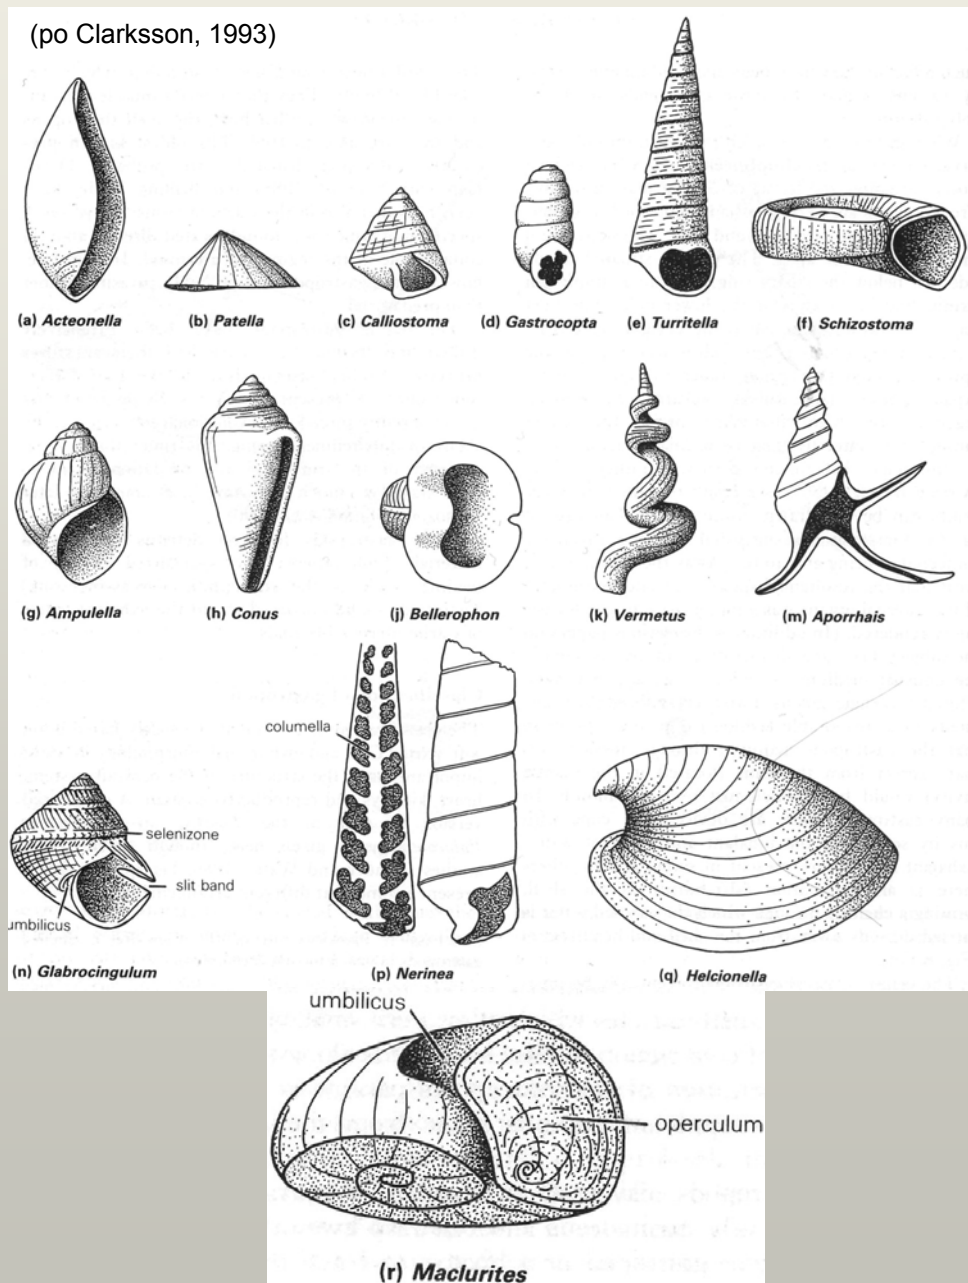 (po Clarksson, 1993)
(a) Acteonella
(b) Patella
(c) Calliostoma
(d) Gastrocopta
(e) Turritella
(f) Schizostoma
(g) Ampulella
(h) Conus
(j) Bellerophon
(k) Vermetus
(m) Aporrhais
columella
selenizone
slit band
umbilicus
(n) Glabrocingulum
(p) Nerinea
(q) Helcionella
umbilicus
operculum
(r) Maclurites